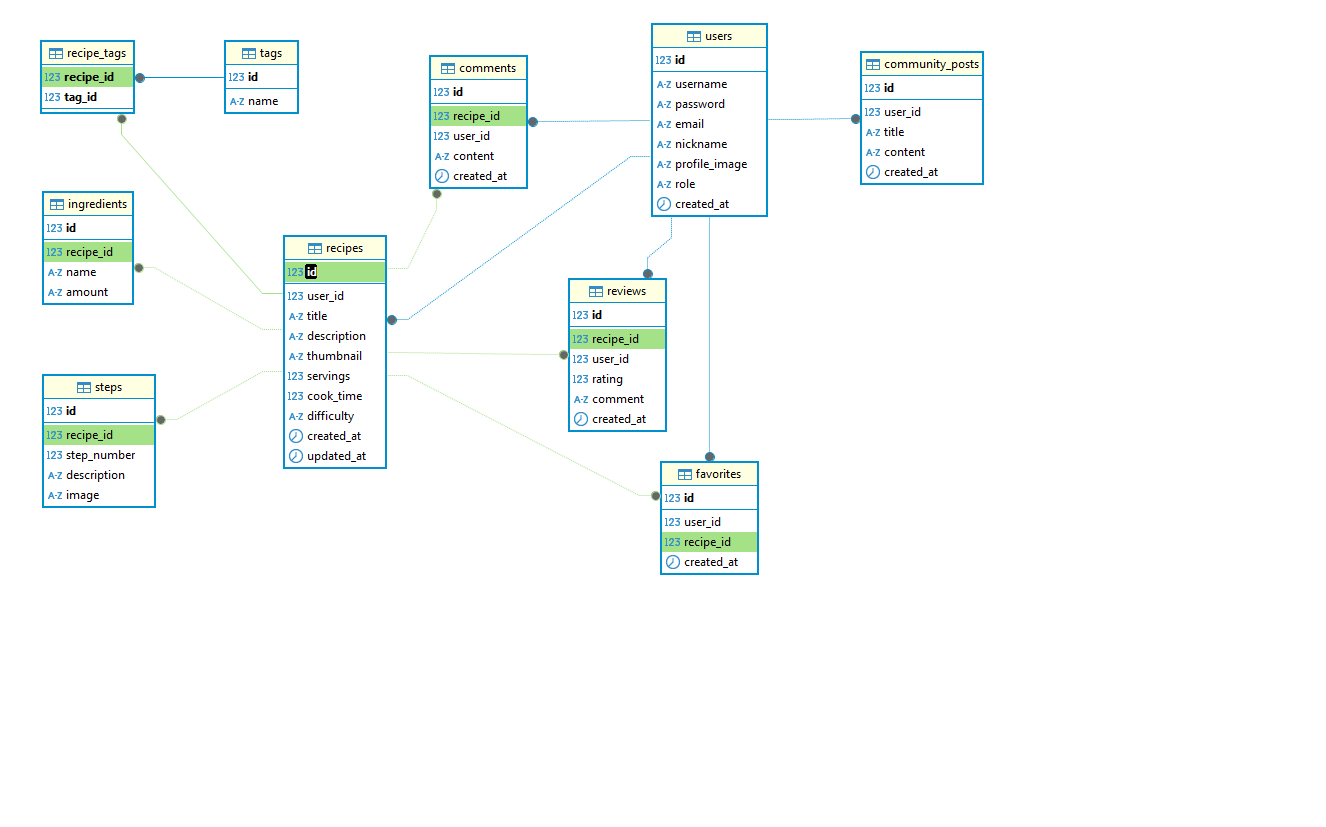 recipe_tags
123 recipe_id
123 tag_id
tags
123 id
A-Z name
comments
123 id
123 recipe_id
123 user_id
A-Z content
created_at
users
123 id
A-Z username
A-Z password
A-Z email
A-Z nickname
A-Z profile_image
A-Z role
created_at
community_posts
123 id
123 user_id
A-Z title
A-Z content
created_at
ingredients
123 id
123 recipe_id
A-Z name
A-Z amount
recipes
123 id
123 user_id
A-Z title
A-Z description
A-Z thumbnail
123 servings
123 cook_time
A-Z difficulty
created_at
updated_at
reviews
123 id
123 recipe_id
123 user_id
123 rating
A-Z comment
created_at
steps
123 id
123 recipe_id
123 step_number
A-Z description
A-Z image
favorites
123 id
123 user_id
123 recipe_id
created_at